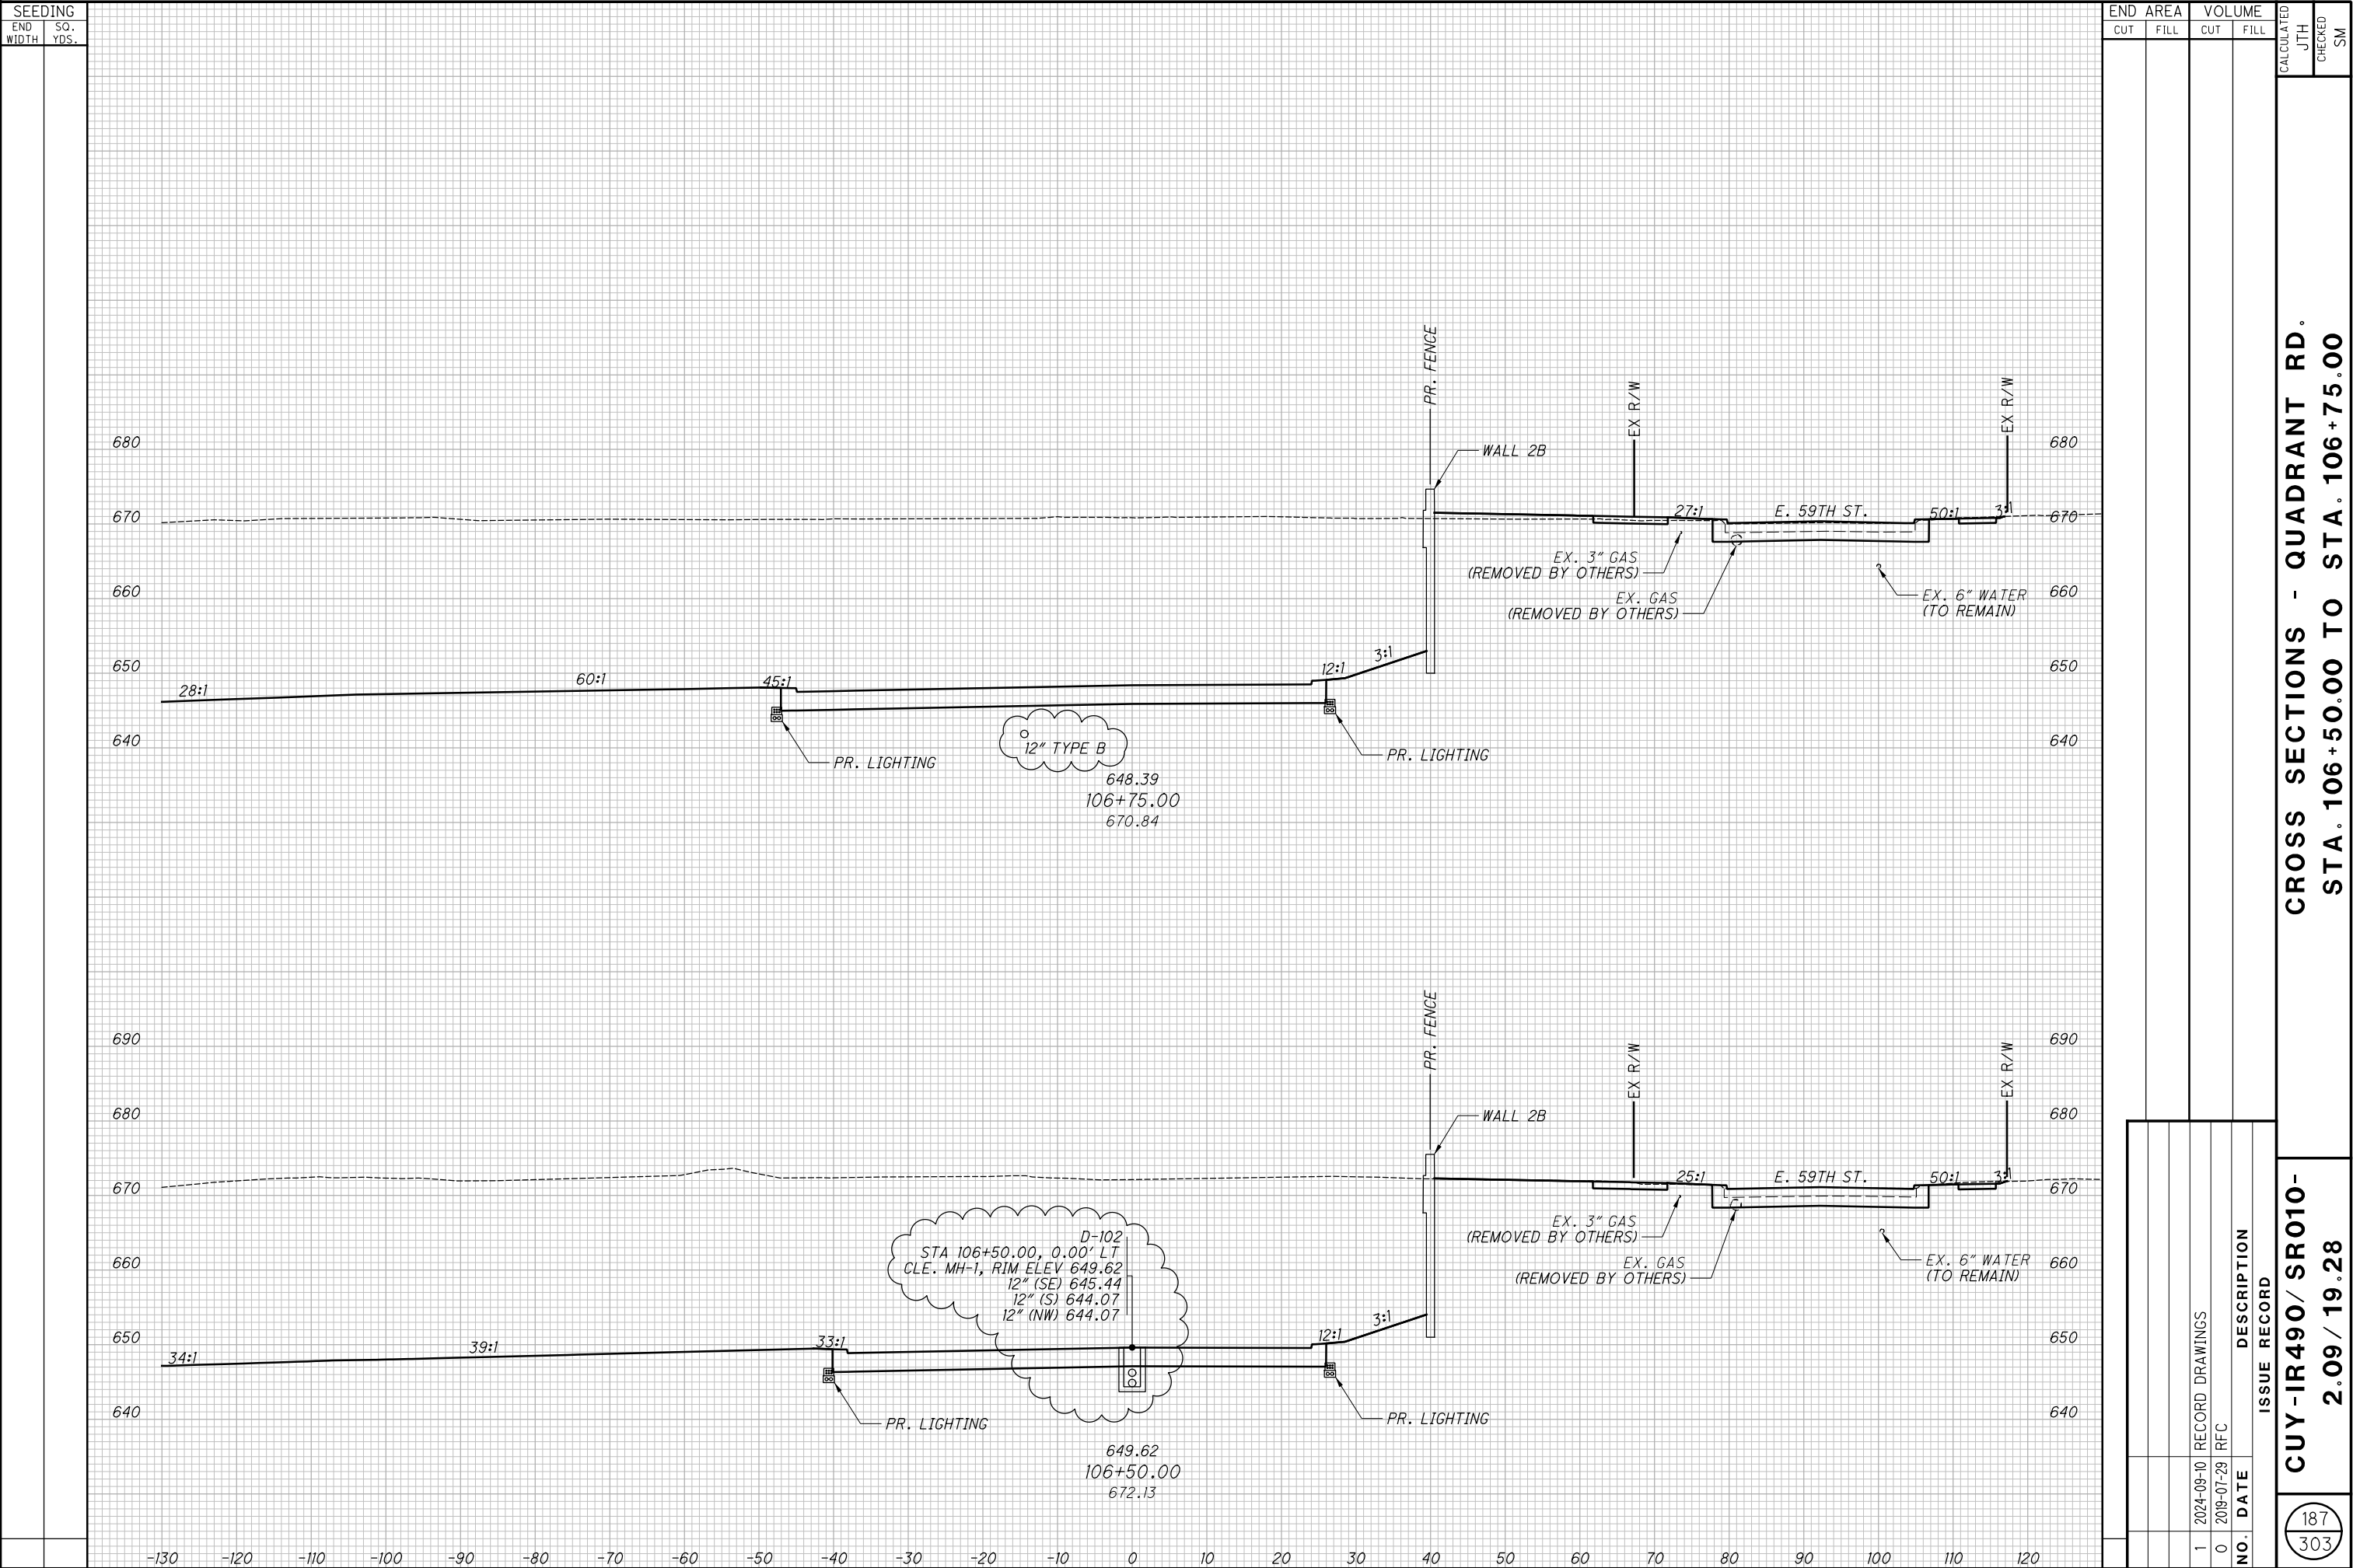 SEEDING
END WIDTH
SQ. YDS.
END AREA
VOLUME
CUT
FILL
CUT
FILL
CALCULATED
JTH
CHECKED
SM
CROSS SECTIONS - QUADRANT RD.
STA. 106+50.00 TO STA. 106+75.00
PR. FENCE
EX R/W
EX R/W
680
WALL 2B
680
670
27:1
E. 59TH ST.
50:1
3:1
670
EX. 3" GAS
(REMOVED BY OTHERS)
660
EX. GAS
(REMOVED BY OTHERS)
EX. 6" WATER
(TO REMAIN)
660
650
28:1
60:1
45:1
12:1
3:1
650
640
12" TYPE B
PR. LIGHTING
PR. LIGHTING
640
648.39
106+75.00
670.84
PR. FENCE
EX R/W
EX R/W
690
690
680
WALL 2B
680
670
25:1
E. 59TH ST.
50:1
3:1
670
EX. 3" GAS
(REMOVED BY OTHERS)
660
EX. GAS
(REMOVED BY OTHERS)
EX. 6" WATER
(TO REMAIN)
660
D-102
STA 106+50.00, 0.00' LT
CLE. MH-1, RIM ELEV 649.62
12" (SE) 645.44
12" (S) 644.07
12" (NW) 644.07
650
34:1
39:1
33:1
12:1
3:1
650
640
PR. LIGHTING
PR. LIGHTING
640
649.62
106+50.00
672.13
-130 -120 -110 -100 -90 -80 -70 -60 -50 -40 -30 -20 -10 0 10 20 30 40 50 60 70 80 90 100 110 120
1 2024-09-10 RECORD DRAWINGS
0 2019-07-29 RFC
NO. DATE DESCRIPTION
ISSUE RECORD
CUY-IR490/SR010-
2.09/19.28
187
303